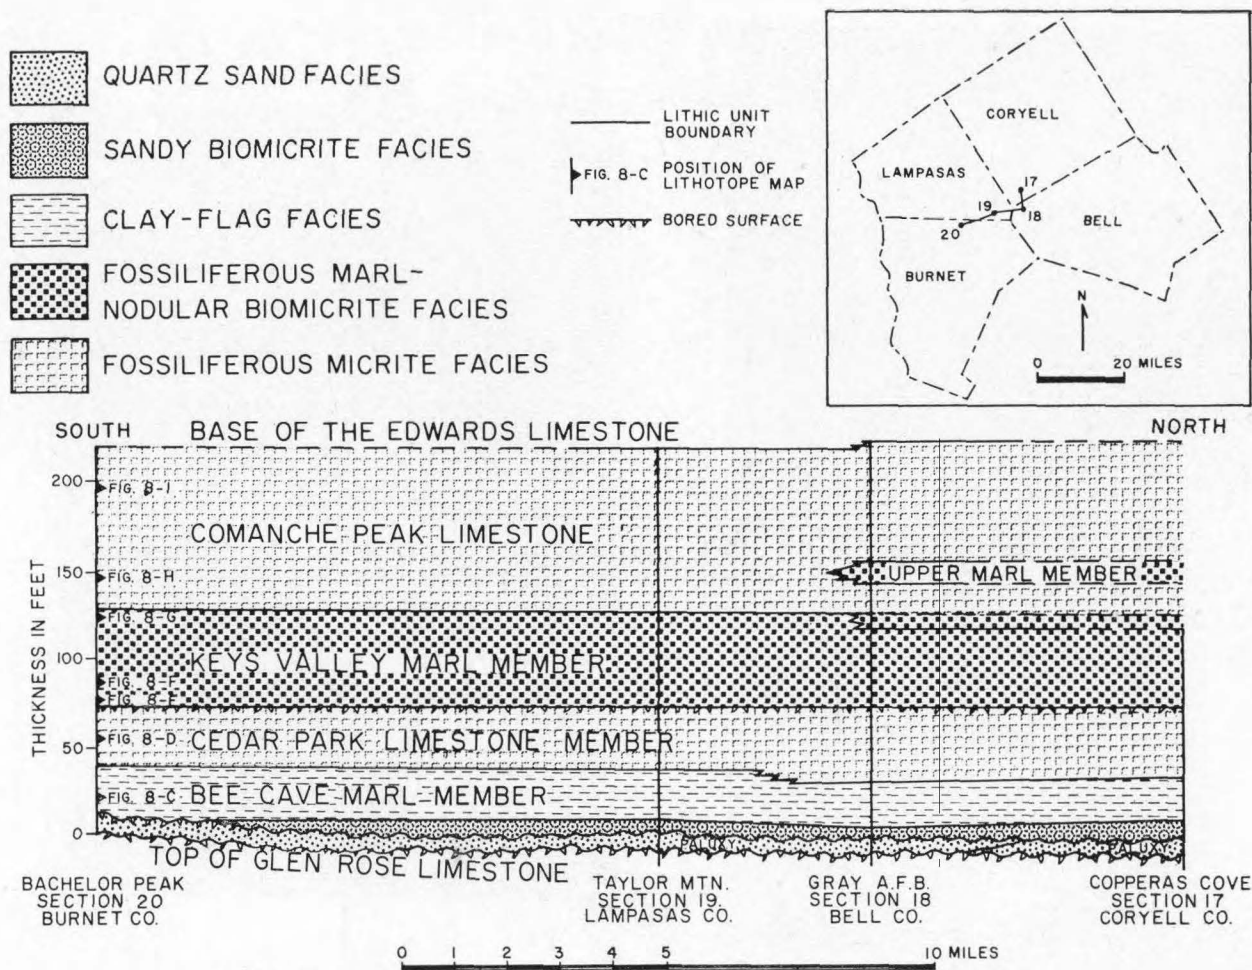 QUARTZ SAND FACIES
SANDY BIOMICRITE FACIES
CLAY-FLAG FACIES
FOSSILIFEROUS MARL-
NODULAR BIOMICRITE FACIES
FOSSILIFEROUS MICRITE FACIES
LITHIC UNIT
BOUNDARY
FIG. 8-C POSITION OF
LITHOTOPE MAP
BORED SURFACE
CORYELL
LAMPASAS
17
19
18
BELL
20
BURNET
N
0 20 MILES
SOUTH BASE OF THE EDWARDS LIMESTONE NORTH
THICKNESS IN FEET
200
FIG. 8-I
COMANCHE PEAK LIMESTONE
150
FIG. 8-H
UPPER MARL MEMBER
FIG. 8-G
100
KEYS VALLEY MARL MEMBER
FIG. 8-F
FIG. 8-E
50
FIG. 8-D
CEDAR PARK LIMESTONE MEMBER
FIG. 8-C
BEE CAVE MARL MEMBER
0
PALUXY
PALUXY
TOP OF GLEN ROSE LIMESTONE
BACHELOR PEAK
SECTION 20
BURNET CO.
TAYLOR MTN.
SECTION 19.
LAMPASAS CO.
GRAY A.F.B.
SECTION 18
BELL CO.
COPPERAS COVE
SECTION 17
CORYELL CO.
0 1 2 3 4 5 10 MILES